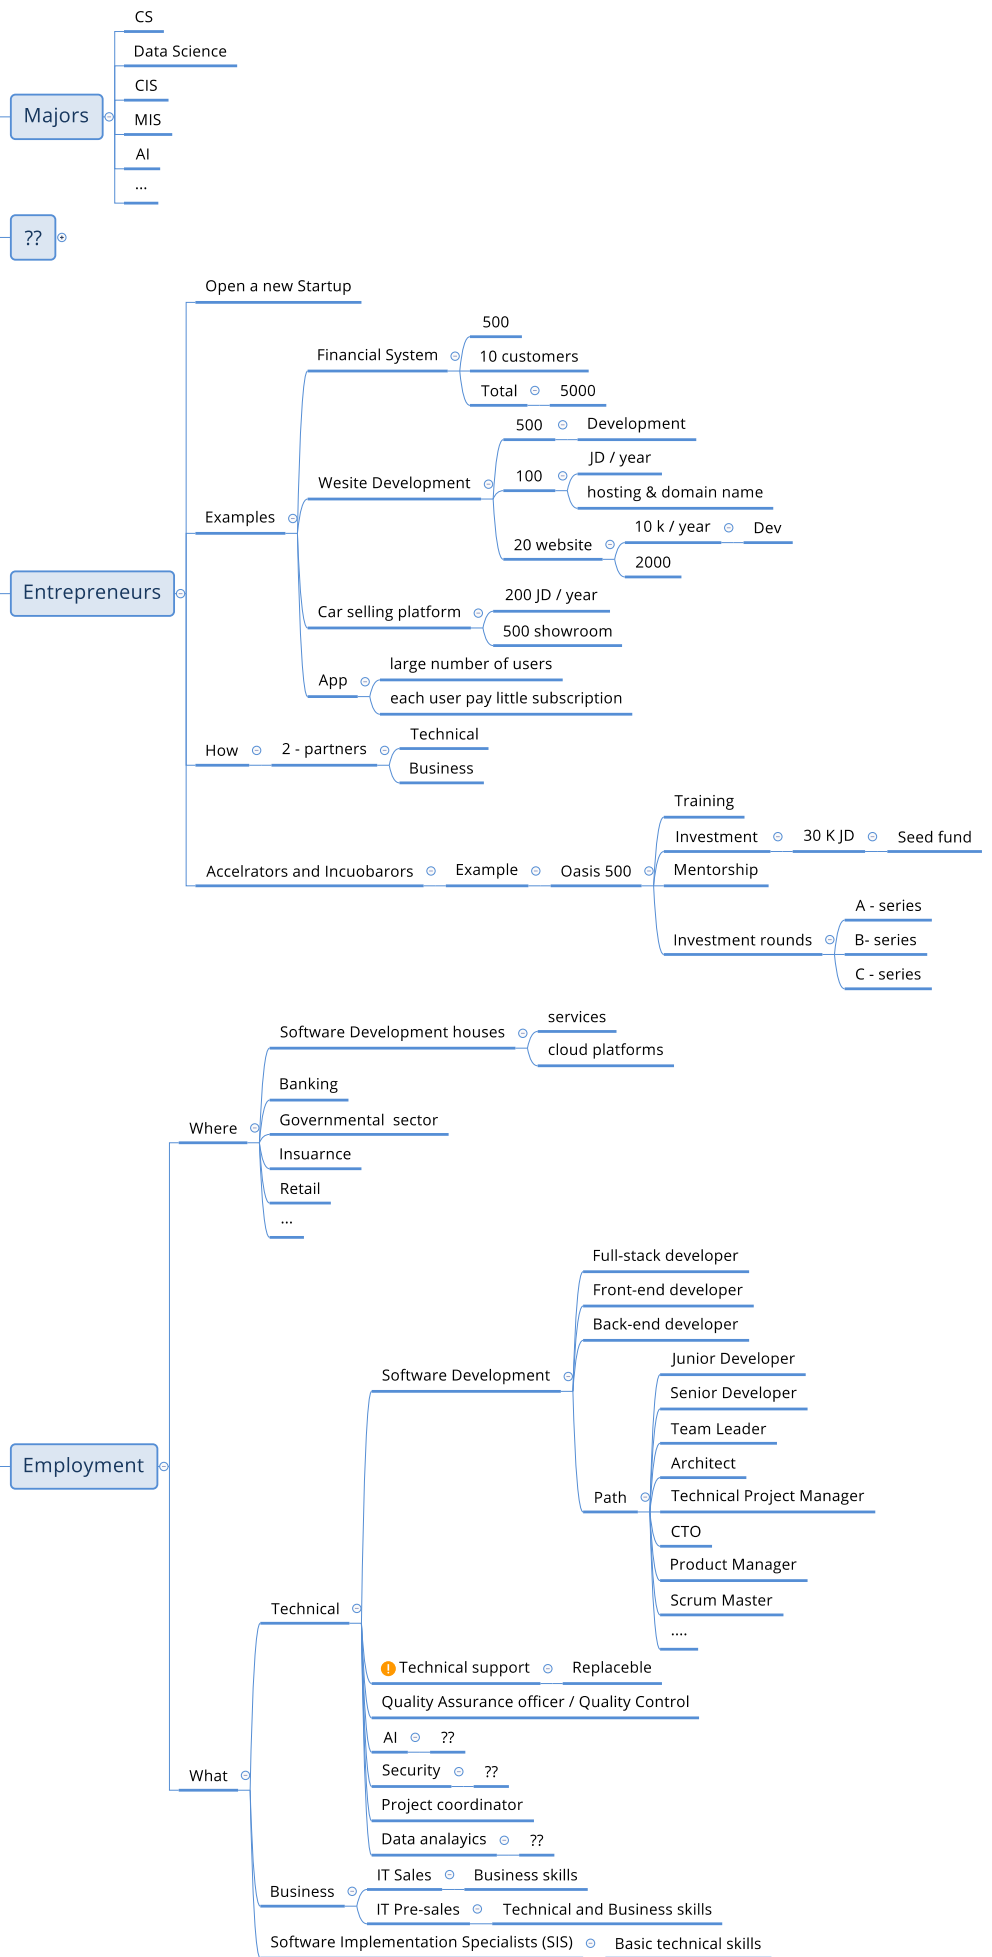 Majors
CS
Data Science
CIS
MIS
AI
...
??
Entrepreneurs
Open a new Startup
Examples
Financial System
500
10 customers
Total
5000
Wesite Development
500
Development
100
JD / year
hosting & domain name
20 website
10 k / year
Dev
2000
Car selling platform
200 JD / year
500 showroom
App
large number of users
each user pay little subscription
How
2 - partners
Technical
Business
Accelrators and Incuobarors
Example
Oasis 500
Training
Investment
30 K JD
Seed fund
Mentorship
Investment rounds
A - series
B- series
C - series
Employment
Where
Software Development houses
services
cloud platforms
Banking
Governmental  sector
Insuarnce
Retail
...
What
Technical
Software Development
Full-stack developer
Front-end developer
Back-end developer
Path
Junior Developer
Senior Developer
Team Leader
Architect
Technical Project Manager
CTO
Product Manager
Scrum Master
....
Technical support
Replaceble
Quality Assurance officer / Quality Control
AI
??
Security
??
Project coordinator
Data analayics
??
Business
IT Sales
Business skills
IT Pre-sales
Technical and Business skills
Software Implementation Specialists (SIS)
Basic technical skills